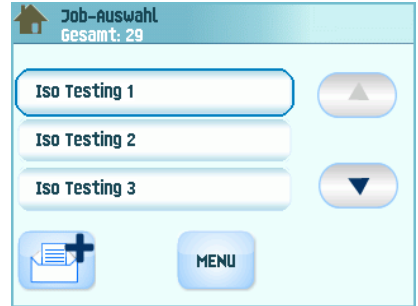 Job-Auswahl
Gesamt: 29
Iso Testing 1
Iso Testing 2
Iso Testing 3
MENU